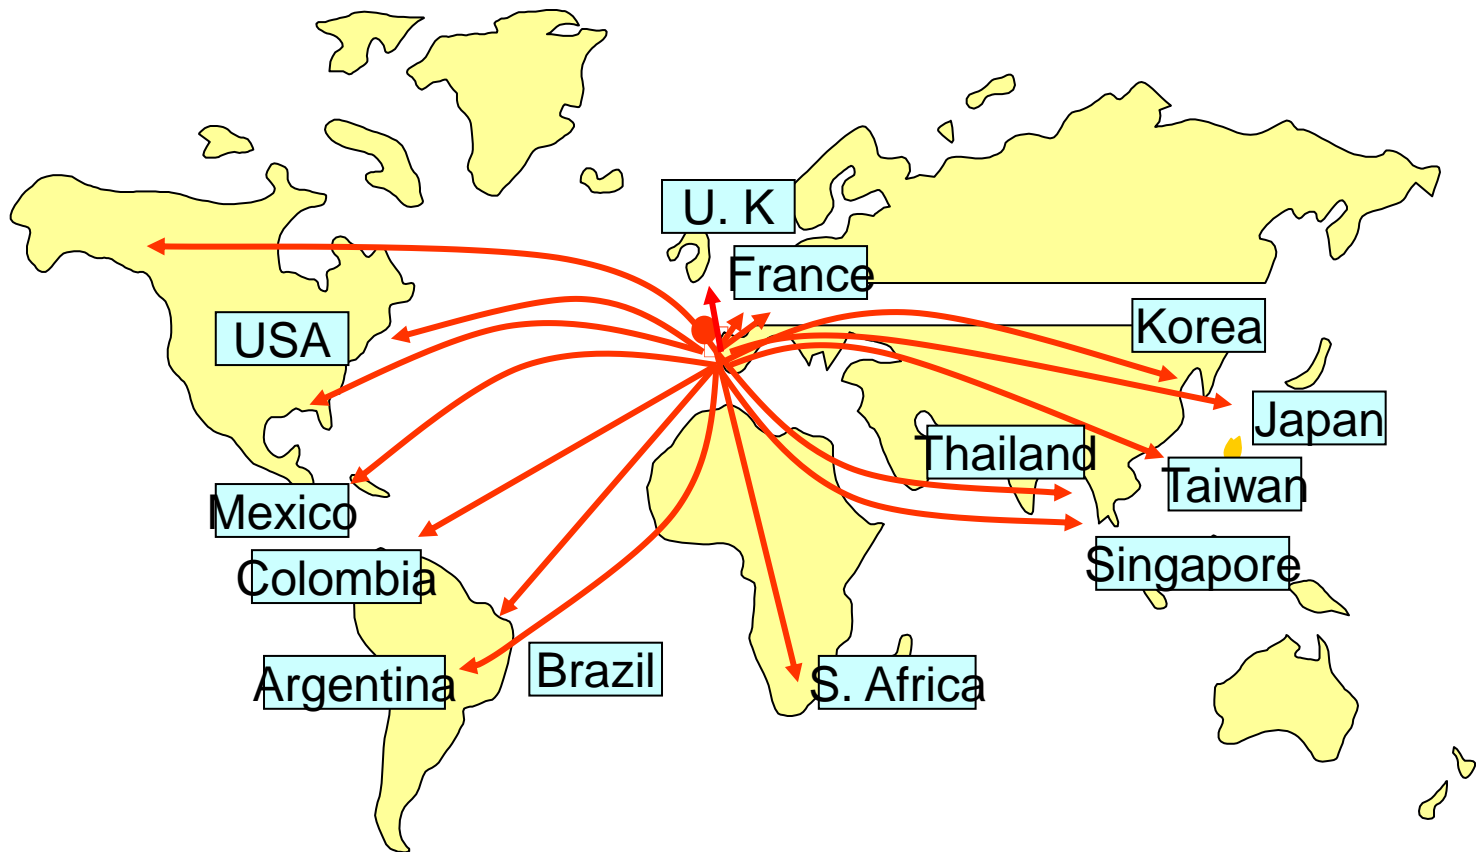 U. K
France
USA
Korea
Japan
Thailand
Taiwan
Mexico
Colombia
Singapore
Argentina
Brazil
S. Africa